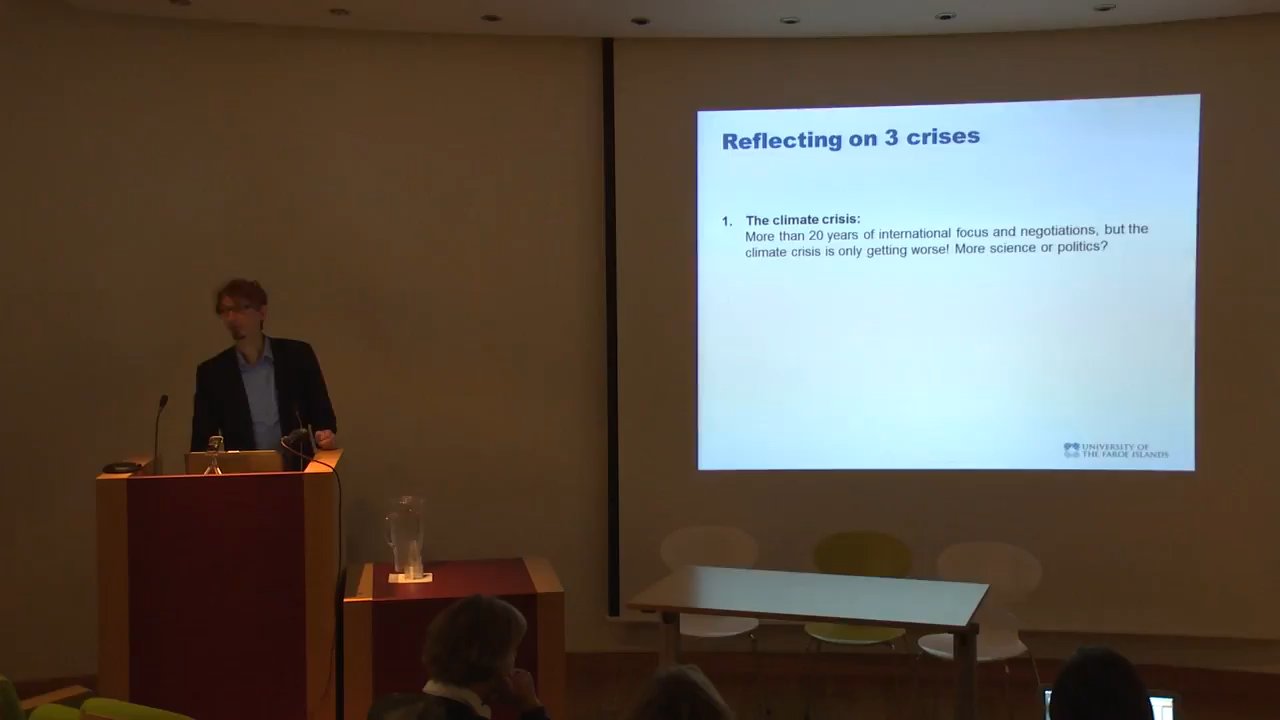 Reflecting on 3 crises
1. The climate crisis:
More than 20 years of international focus and negotiations, but the
climate crisis is only getting worse! More science or politics?
UNIVERSITY OF
THE FAROE ISLANDS